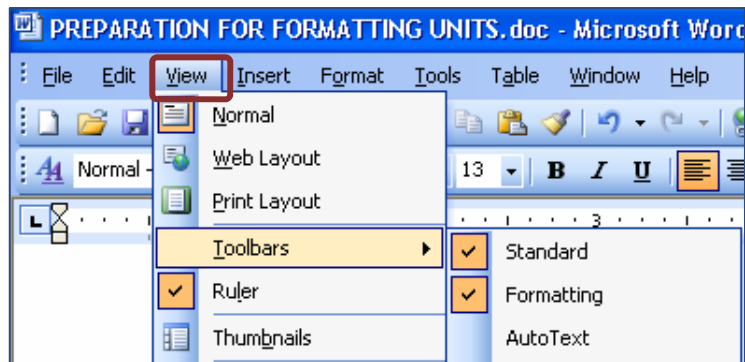 PREPARATION FOR FORMATTING UNITS.doc - Microsoft Word
File Edit View Insert Format Tools Table Window Help
Normal
Normal - 13 B I U
Web Layout
Print Layout
3
Toolbars Standard
Ruler Formatting
Thumbnails AutoText